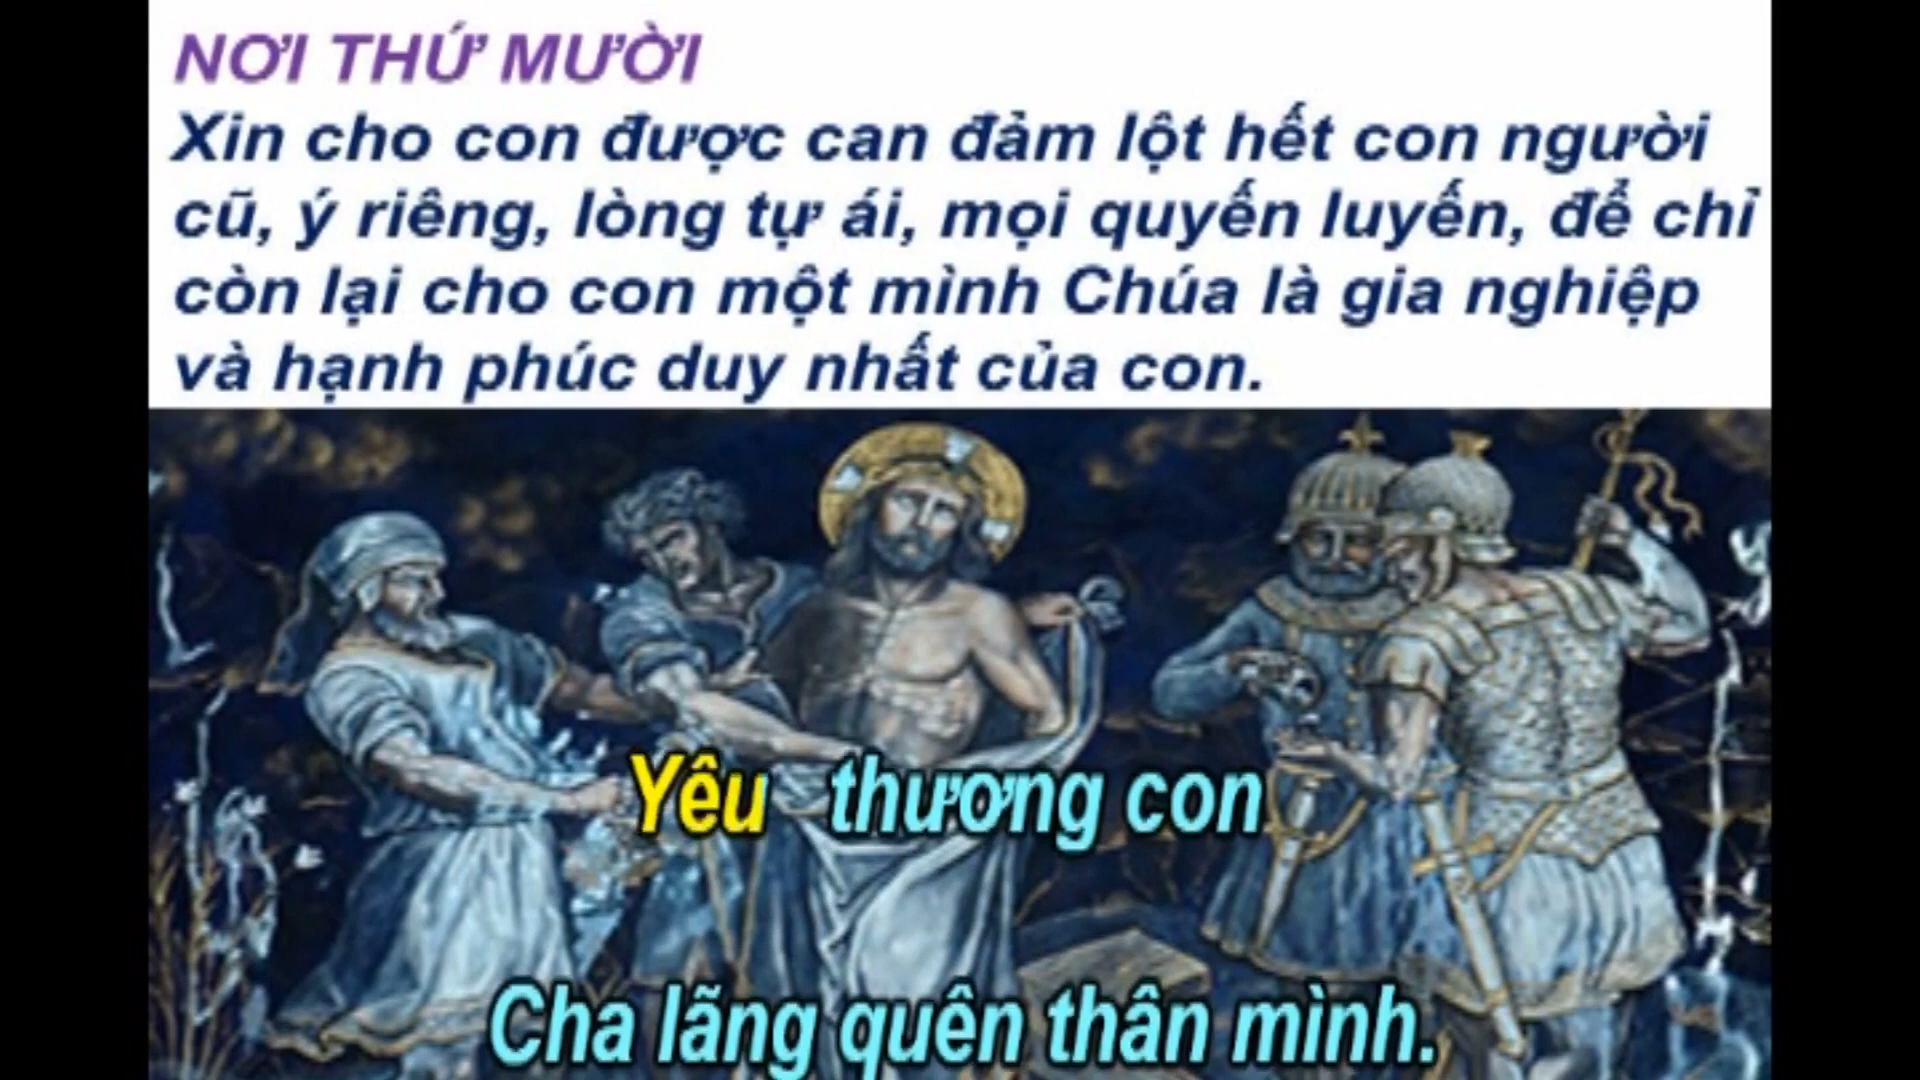 NƠI THỨ MƯỜI
Xin cho con được can đảm lột hết con người
cũ, ý riêng, lòng tự ái, mọi quyến luyến, để chỉ
còn lại cho con một mình Chúa là gia nghiệp
và hạnh phúc duy nhất của con.
Yêu thương con
Cha lãng quên thân mình.